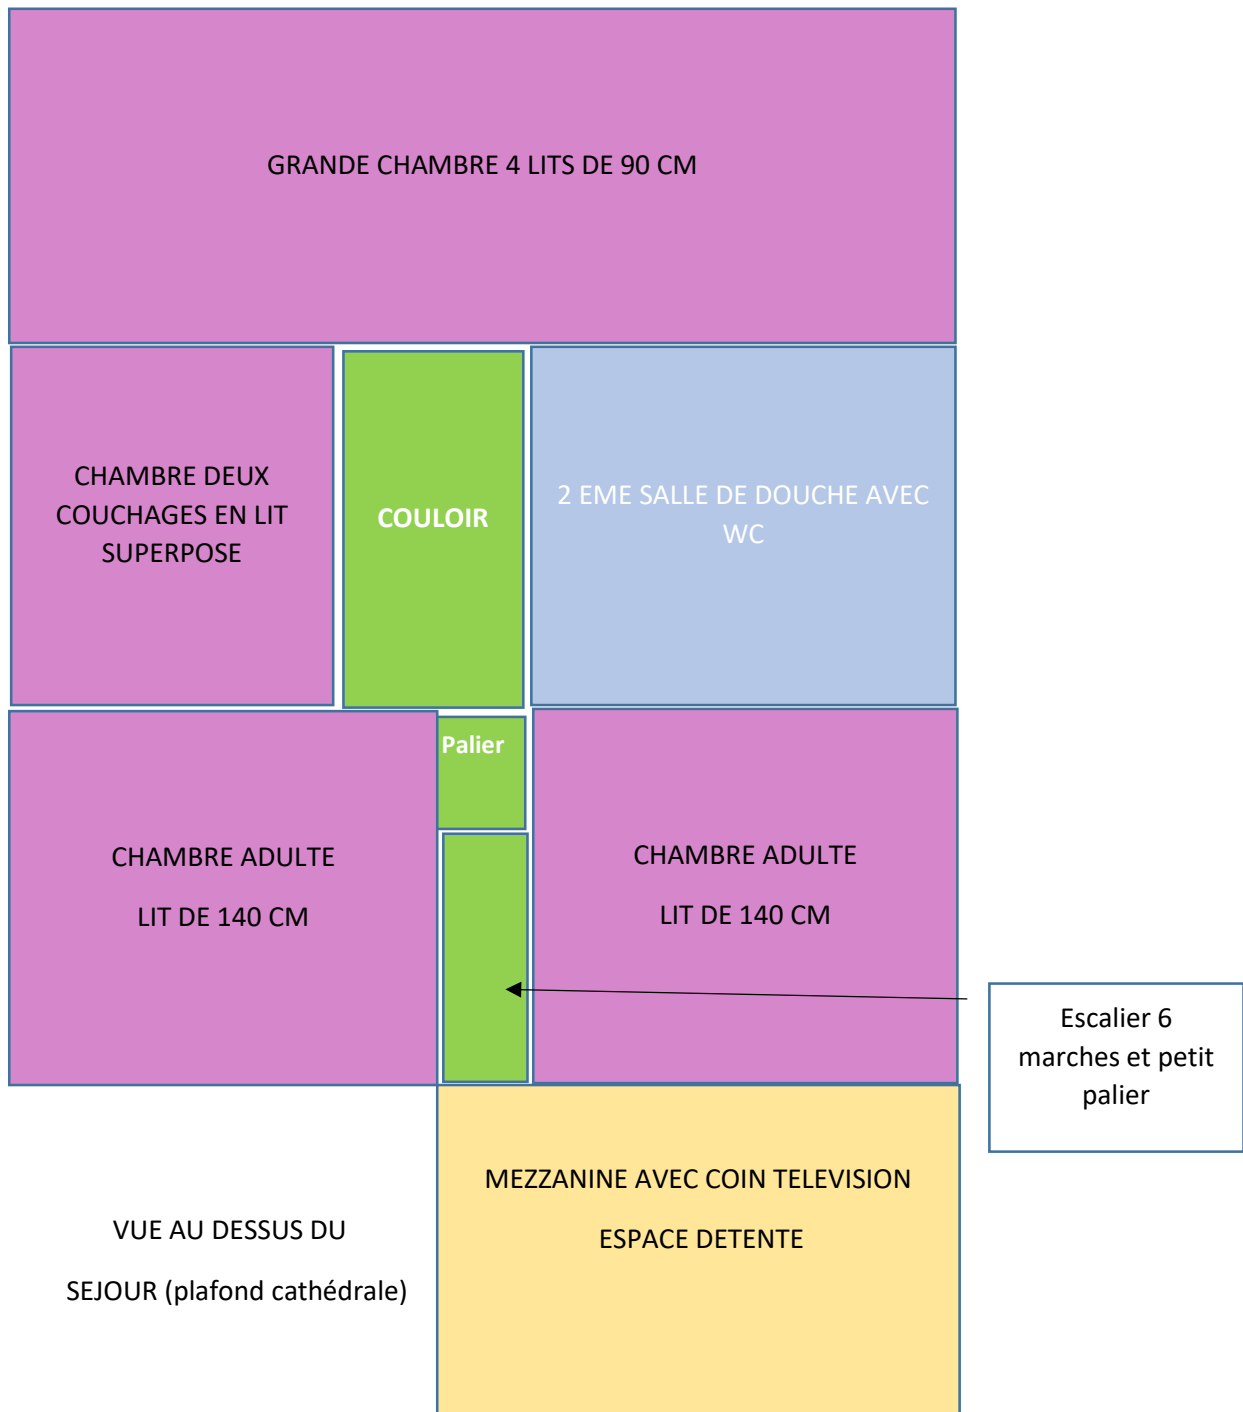 GRANDE CHAMBRE 4 LITS DE 90 CM
CHAMBRE DEUX
COUCHAGES EN LIT
SUPERPOSE
COULOIR
2 EME SALLE DE DOUCHE AVEC
WC
Palier
CHAMBRE ADULTE
LIT DE 140 CM
CHAMBRE ADULTE
LIT DE 140 CM
Escalier 6
marches et petit
palier
VUE AU DESSUS DU
SEJOUR (plafond cathédrale)
MEZZANINE AVEC COIN TELEVISION
ESPACE DETENTE